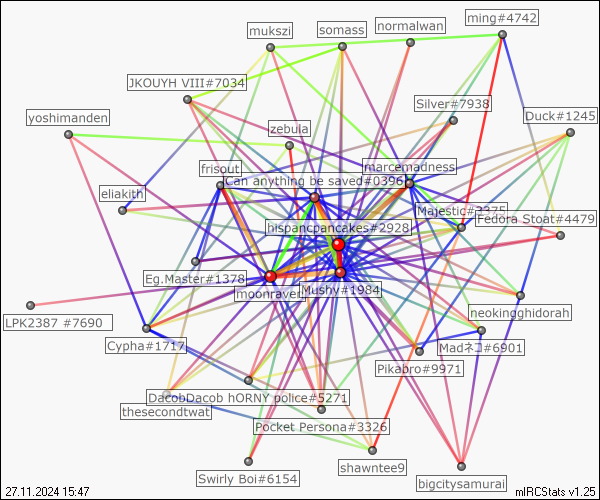 ming#4742
normalwan
somass
mukszi
JKOUYH VIII#7034
Silver#7938
Duck#1245
yoshimanden
zebula
frisout
marcemadness
Can anything be saved#0396
eliakith
Majestic#2275
Fedora Stoat#4479
hispancpancakes#2928
Eg.Master#1378
moonraven
Mushy#1984
neokingghidorah
LPK2387 #7690
Cypha#1717
Madネコ#6901
Pikabro#9971
DacobDacob hORNY police#5271
thesecondtwat
Pocket Persona#3326
shawntee9
Swirly Boi#6154
bigcitysamurai
27.11.2024 15:47
mIRCStats v1.25